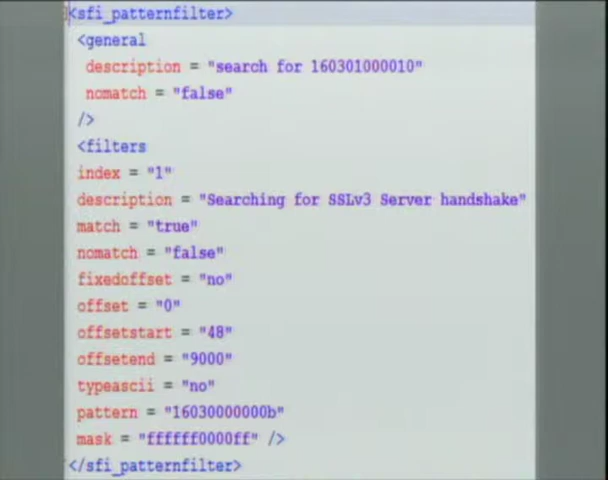 <sfi_patternfilter>
<general
description = "search for 160301000010"
nomatch = "false"
/>
<filters
index = "1"
description = "Searching for SSLv3 Server handshake"
match = "true"
nomatch = "false"
fixedoffset = "no"
offset = "0"
offsetstart = "48"
offsetend = "9000"
typeascii = "no"
pattern = "16030000000b"
mask = "ffffff0000ff" />
</sfi_patternfilter>